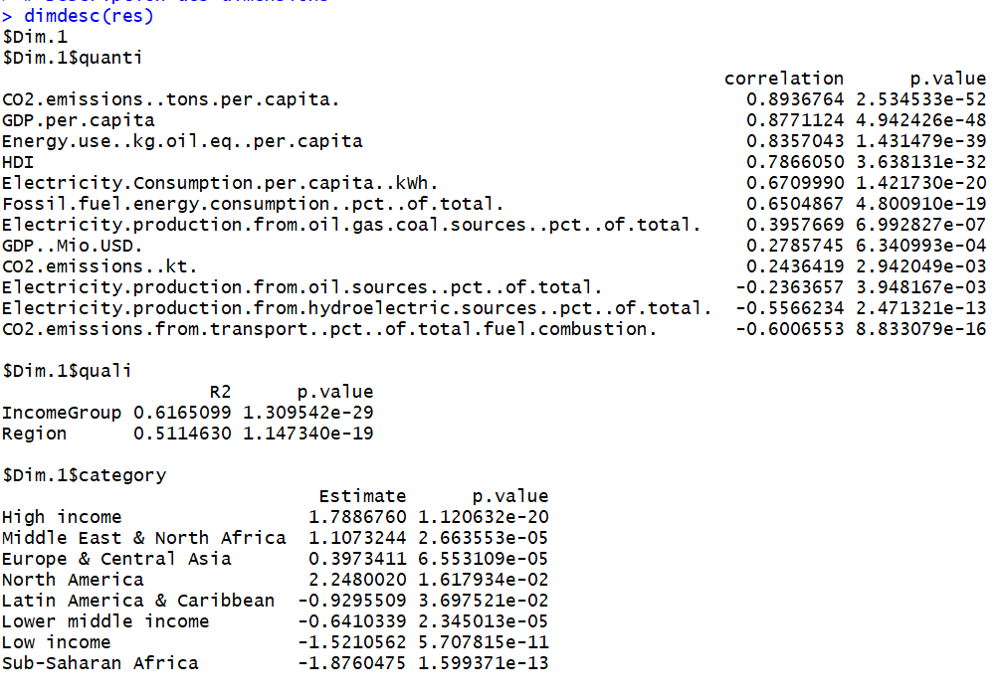 > dimdesc(res)
$Dim.1
$Dim.1$quanti
correlation p.value
CO2.emissions..tons.per.capita. 0.8936764 2.534533e-52
GDP.per.capita 0.8771124 4.942426e-48
Energy.use..kg.oil.eq..per.capita 0.8357043 1.431479e-39
HDI 0.7866050 3.638131e-32
Electricity.Consumption.per.capita..kWh. 0.6709990 1.421730e-20
Fossil.fuel.energy.consumption..pct..of.total. 0.6504867 4.800910e-19
Electricity.production.from.oil.gas.coal.sources..pct..of.total. 0.3957669 6.992827e-07
GDP..Mio.USD. 0.2785745 6.340993e-04
CO2.emissions..kt. 0.2436419 2.942049e-03
Electricity.production.from.oil.sources..pct..of.total. -0.2363657 3.948167e-03
Electricity.production.from.hydroelectric.sources..pct..of.total. -0.5566234 2.471321e-13
CO2.emissions.from.transport..pct..of.total.fuel.combustion. -0.6006553 8.833079e-16
$Dim.1$quali
R2 p.value
IncomeGroup 0.6165099 1.309542e-29
Region 0.5114630 1.147340e-19
$Dim.1$category
Estimate p.value
High income 1.7886760 1.120632e-20
Middle East & North Africa 1.1073244 2.663553e-05
Europe & Central Asia 0.3973411 6.553109e-05
North America 2.2480020 1.617934e-02
Latin America & Caribbean -0.9295509 3.697521e-02
Lower middle income -0.6410339 2.345013e-05
Low income -1.5210562 5.707815e-11
Sub-Saharan Africa -1.8760475 1.599371e-13